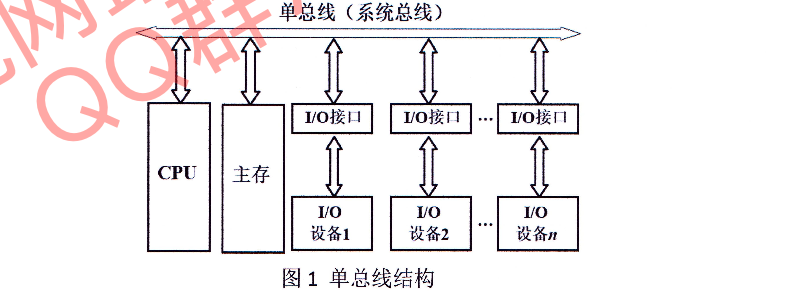 单总线（系统总线）
QQ群
CPU
主存
I/O接口
I/O接口
...
I/O接口
I/O
设备1
I/O
设备2
...
I/O
设备n
图1 单总线结构